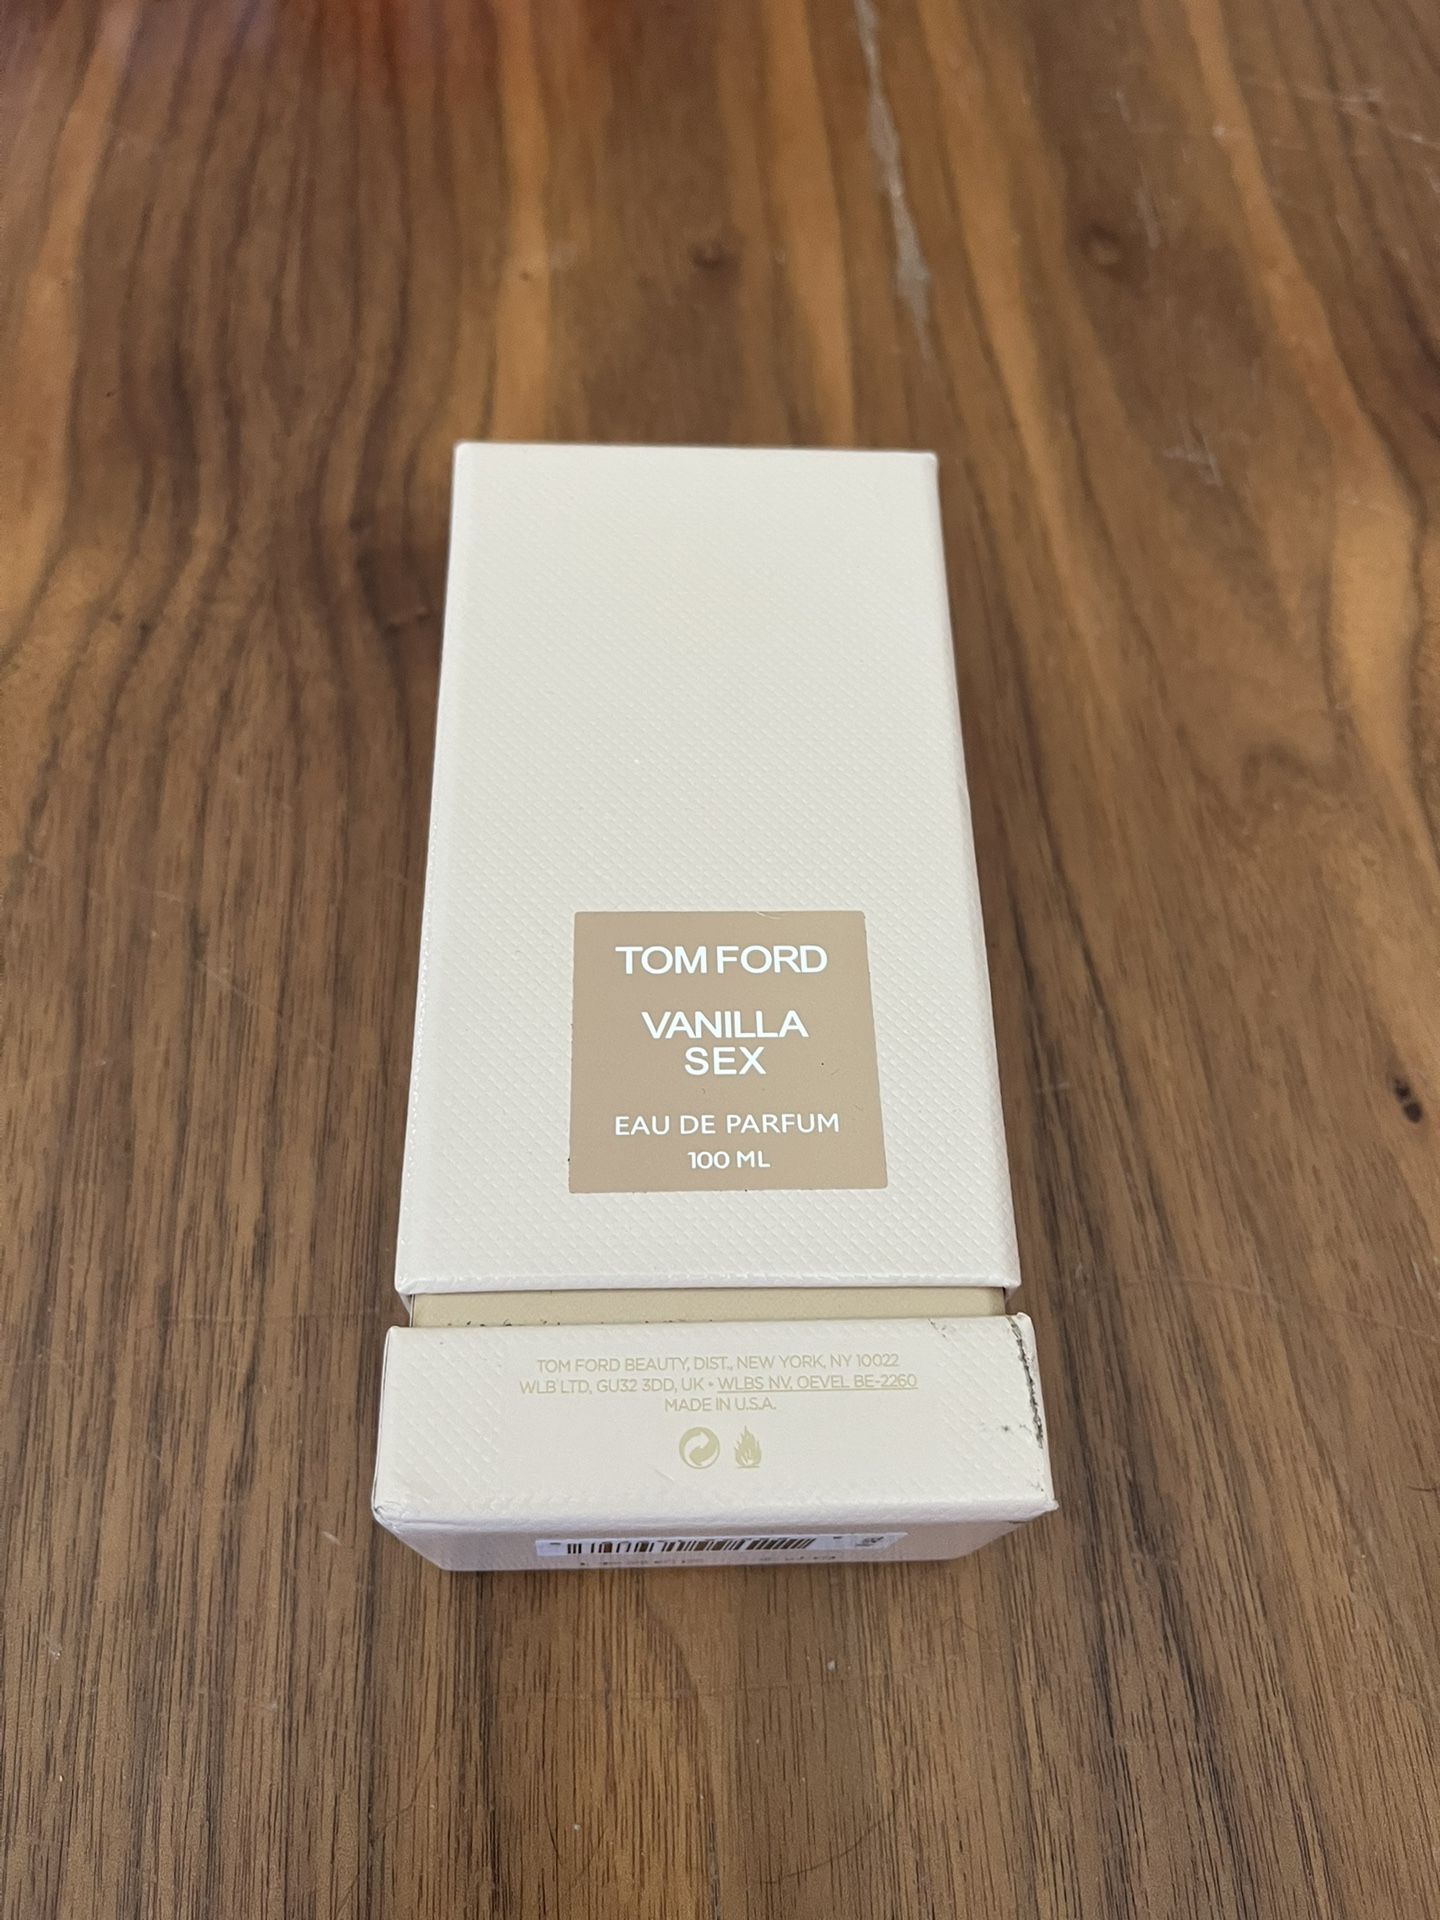 TOM FORD
VANILLA
SEX
EAU DE PARFUM
100 ML
TOM FORD BEAUTY, DIST., NEW YORK, NY 10022
WLB LTD, GU32 3DD, UK • WLBS NV. OEVEL BE-2260
MADE IN U.S.A.